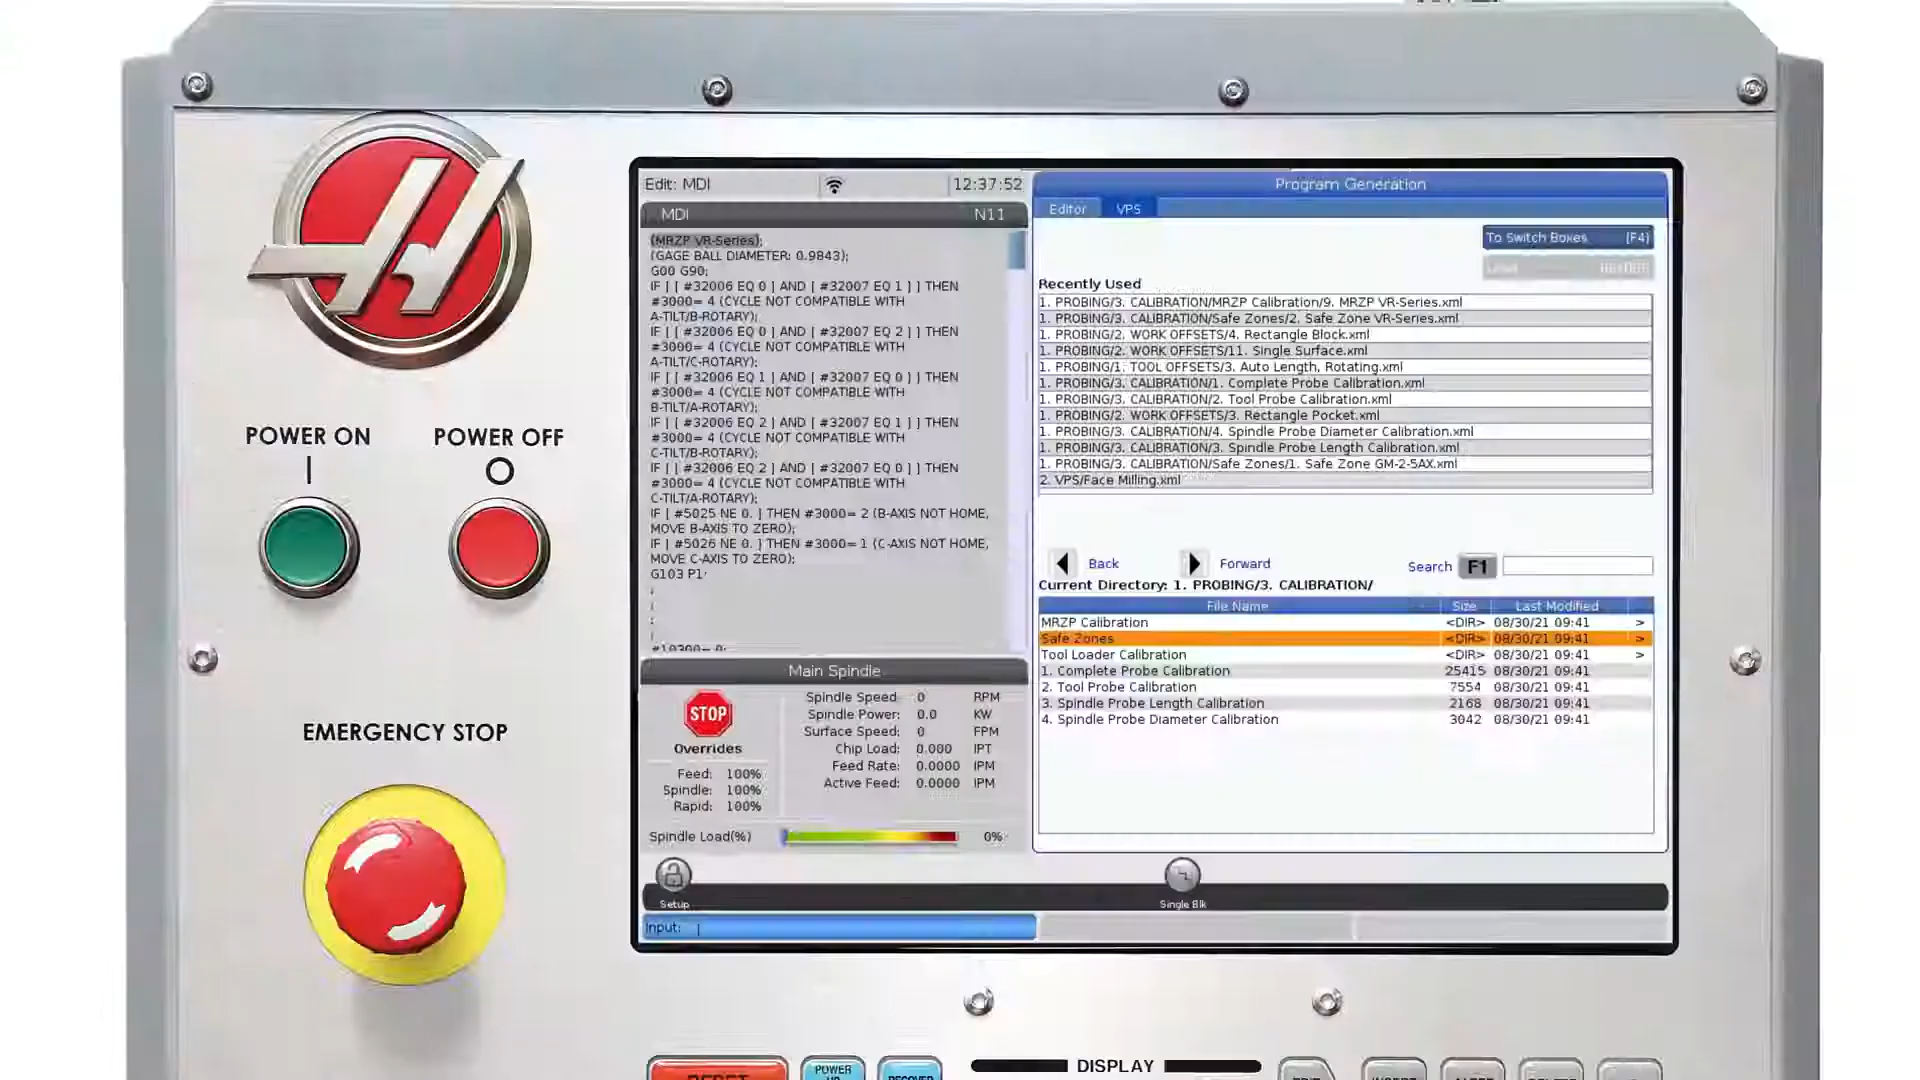 POWER ON
POWER OFF
EMERGENCY STOP
Edit: MDI
12:37:52
MDI N11
(MRZP VR-Series);
(GAGE BALL DIAMETER: 0.9843);
G00 G90;
IF [ [ #32006 EQ 0 ] AND [ #32007 EQ 1 ] ] THEN
#3000= 4 (CYCLE NOT COMPATIBLE WITH
A-TILT/B-ROTARY);
IF [ [ #32006 EQ 0 ] AND [ #32007 EQ 2 ] ] THEN
#3000= 4 (CYCLE NOT COMPATIBLE WITH
A-TILT/C-ROTARY);
IF [ [ #32006 EQ 1 ] AND [ #32007 EQ 0 ] ] THEN
#3000= 4 (CYCLE NOT COMPATIBLE WITH
B-TILT/A-ROTARY);
IF [ [ #32006 EQ 2 ] AND [ #32007 EQ 1 ] ] THEN
#3000= 4 (CYCLE NOT COMPATIBLE WITH
C-TILT/B-ROTARY);
IF [ [ #32006 EQ 2 ] AND [ #32007 EQ 0 ] ] THEN
#3000= 4 (CYCLE NOT COMPATIBLE WITH
C-TILT/A-ROTARY);
IF [ #5025 NE 0. ] THEN #3000= 2 (B-AXIS NOT HOME,
MOVE B-AXIS TO ZERO);
IF [ #5026 NE 0. ] THEN #3000= 1 (C-AXIS NOT HOME,
MOVE C-AXIS TO ZERO);
G103 P1;
;
;
;
;
#10300= 0;
Main Spindle
STOP
Overrides
Feed: 100%
Spindle: 100%
Rapid: 100%
Spindle Speed: 0 RPM
Spindle Power: 0.0 KW
Surface Speed: 0 FPM
Chip Load: 0.000 IPT
Feed Rate: 0.0000 IPM
Active Feed: 0.0000 IPM
Spindle Load(%) 0%
Program Generation
Editor VPS
To Switch Boxes [F4]
Recently Used
1. PROBING/3. CALIBRATION/MRZP Calibration/9. MRZP VR-Series.xml
1. PROBING/3. CALIBRATION/Safe Zones/2. Safe Zone VR-Series.xml
1. PROBING/2. WORK OFFSETS/4. Rectangle Block.xml
1. PROBING/2. WORK OFFSETS/11. Single Surface.xml
1. PROBING/1. TOOL OFFSETS/3. Auto Length, Rotating.xml
1. PROBING/3. CALIBRATION/1. Complete Probe Calibration.xml
1. PROBING/3. CALIBRATION/2. Tool Probe Calibration.xml
1. PROBING/2. WORK OFFSETS/3. Rectangle Pocket.xml
1. PROBING/3. CALIBRATION/4. Spindle Probe Diameter Calibration.xml
1. PROBING/3. CALIBRATION/3. Spindle Probe Length Calibration.xml
1. PROBING/3. CALIBRATION/Safe Zones/1. Safe Zone GM-2-5AX.xml
2. VPS/Face Milling.xml
Back Forward Search F1
Current Directory: 1. PROBING/3. CALIBRATION/
File Name Size Last Modified
MRZP Calibration <DIR> 08/30/21 09:41 >
Safe Zones <DIR> 08/30/21 09:41 >
Tool Loader Calibration <DIR> 08/30/21 09:41 >
1. Complete Probe Calibration 25415 08/30/21 09:41
2. Tool Probe Calibration 7554 08/30/21 09:41
3. Spindle Probe Length Calibration 2168 08/30/21 09:41
4. Spindle Probe Diameter Calibration 3042 08/30/21 09:41
Setup
Single Blk
Input:
RESET
POWER
RECOVER
DISPLAY
INSERT